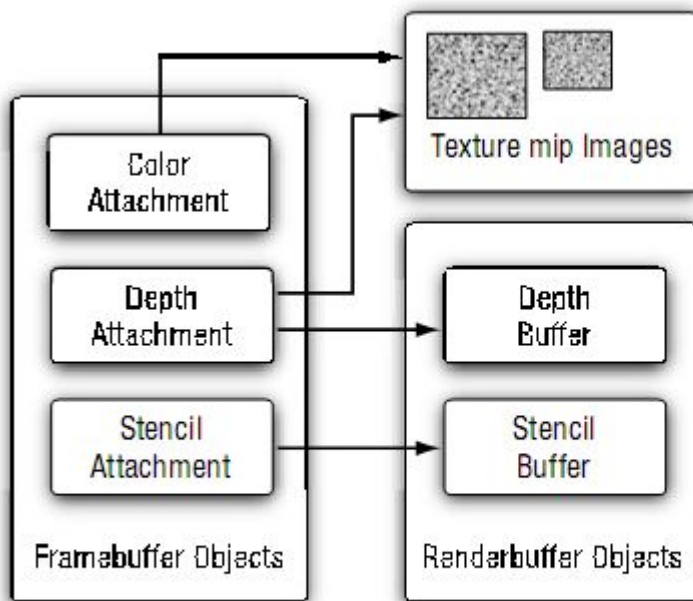 Color
Attachment
Depth
Attachment
Stencil
Attachment
Framebuffer Objects
Texture mip Images
Depth
Buffer
Stencil
Buffer
Renderbuffer Objects